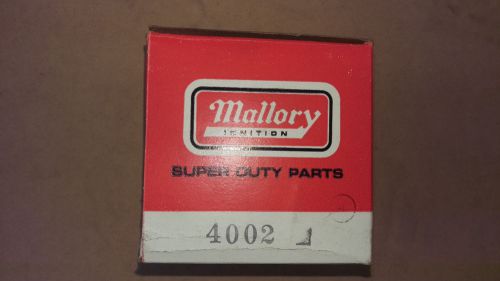 Mallory
IGNITION
SUPER DUTY PARTS
4002